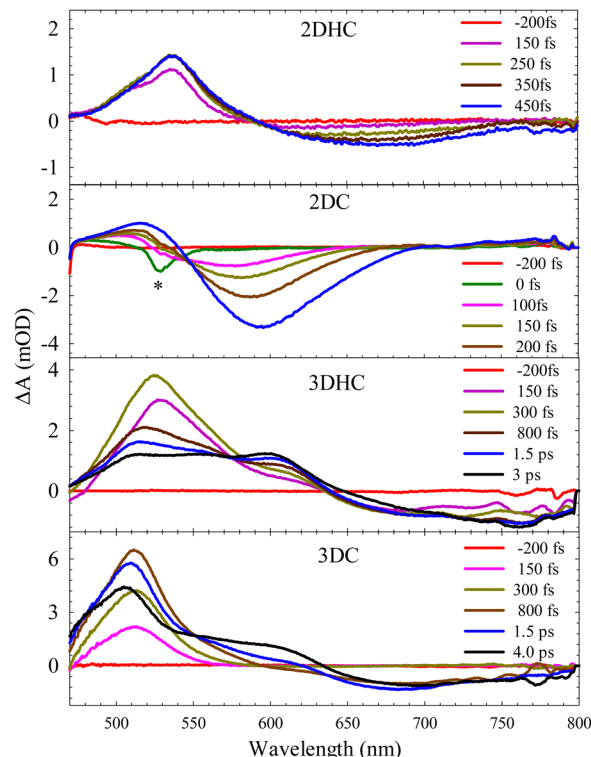 2DHC
2
1
0
-1
-200fs
150 fs
250 fs
350fs
450fs
2DC
2
0
-2
-4
*
-200 fs
0 fs
100fs
150 fs
200 fs
ΔA (mOD)
3DHC
4
2
0
-200fs
150 fs
300 fs
800 fs
1.5 ps
3 ps
3DC
6
3
0
-200 fs
150 fs
300 fs
800 fs
1.5 ps
4.0 ps
500 550 600 650 700 750 800
Wavelength (nm)